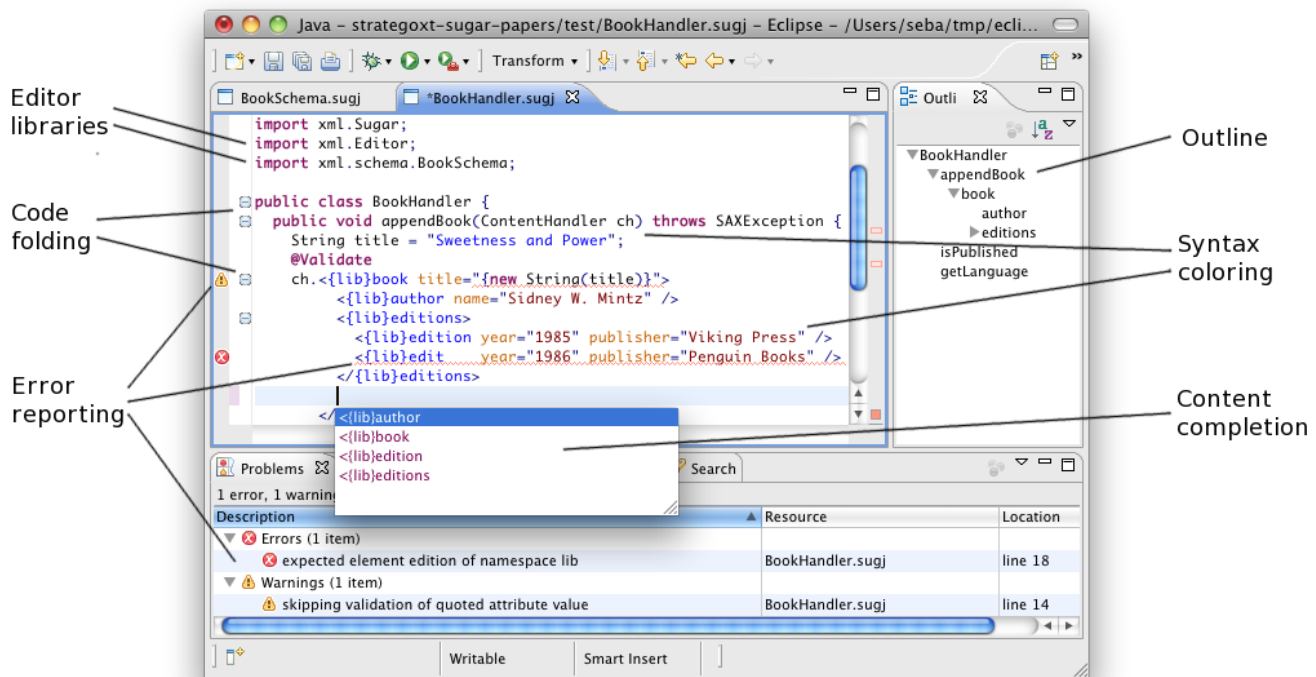 Java – strategoxt-sugar-papers/test/BookHandler.sugj – Eclipse – /Users/seba/tmp/ecli...
Transform
BookSchema.sugj
*BookHandler.sugj
Outli
Editor
libraries
import xml.Sugar;
import xml.Editor;
import xml.schema.BookSchema;
Code
folding
public class BookHandler {
public void appendBook(ContentHandler ch) throws SAXException {
String title = "Sweetness and Power";
@Validate
ch.<{lib}book title="{new String(title)}">
<{lib}author name="Sidney W. Mintz" />
<{lib}editions>
<{lib}edition year="1985" publisher="Viking Press" />
<{lib}edit year="1986" publisher="Penguin Books" />
</{lib}editions>
</
Error
reporting
<{lib}author
<{lib}book
<{lib}edition
<{lib}editions
a
z
BookHandler
appendBook
book
author
editions
isPublished
getLanguage
Outline
Syntax
coloring
Content
completion
Problems
Search
1 error, 1 warning
Description
Resource
Location
Errors (1 item)
expected element edition of namespace lib
BookHandler.sugj
line 18
Warnings (1 item)
skipping validation of quoted attribute value
BookHandler.sugj
line 14
Writable
Smart Insert